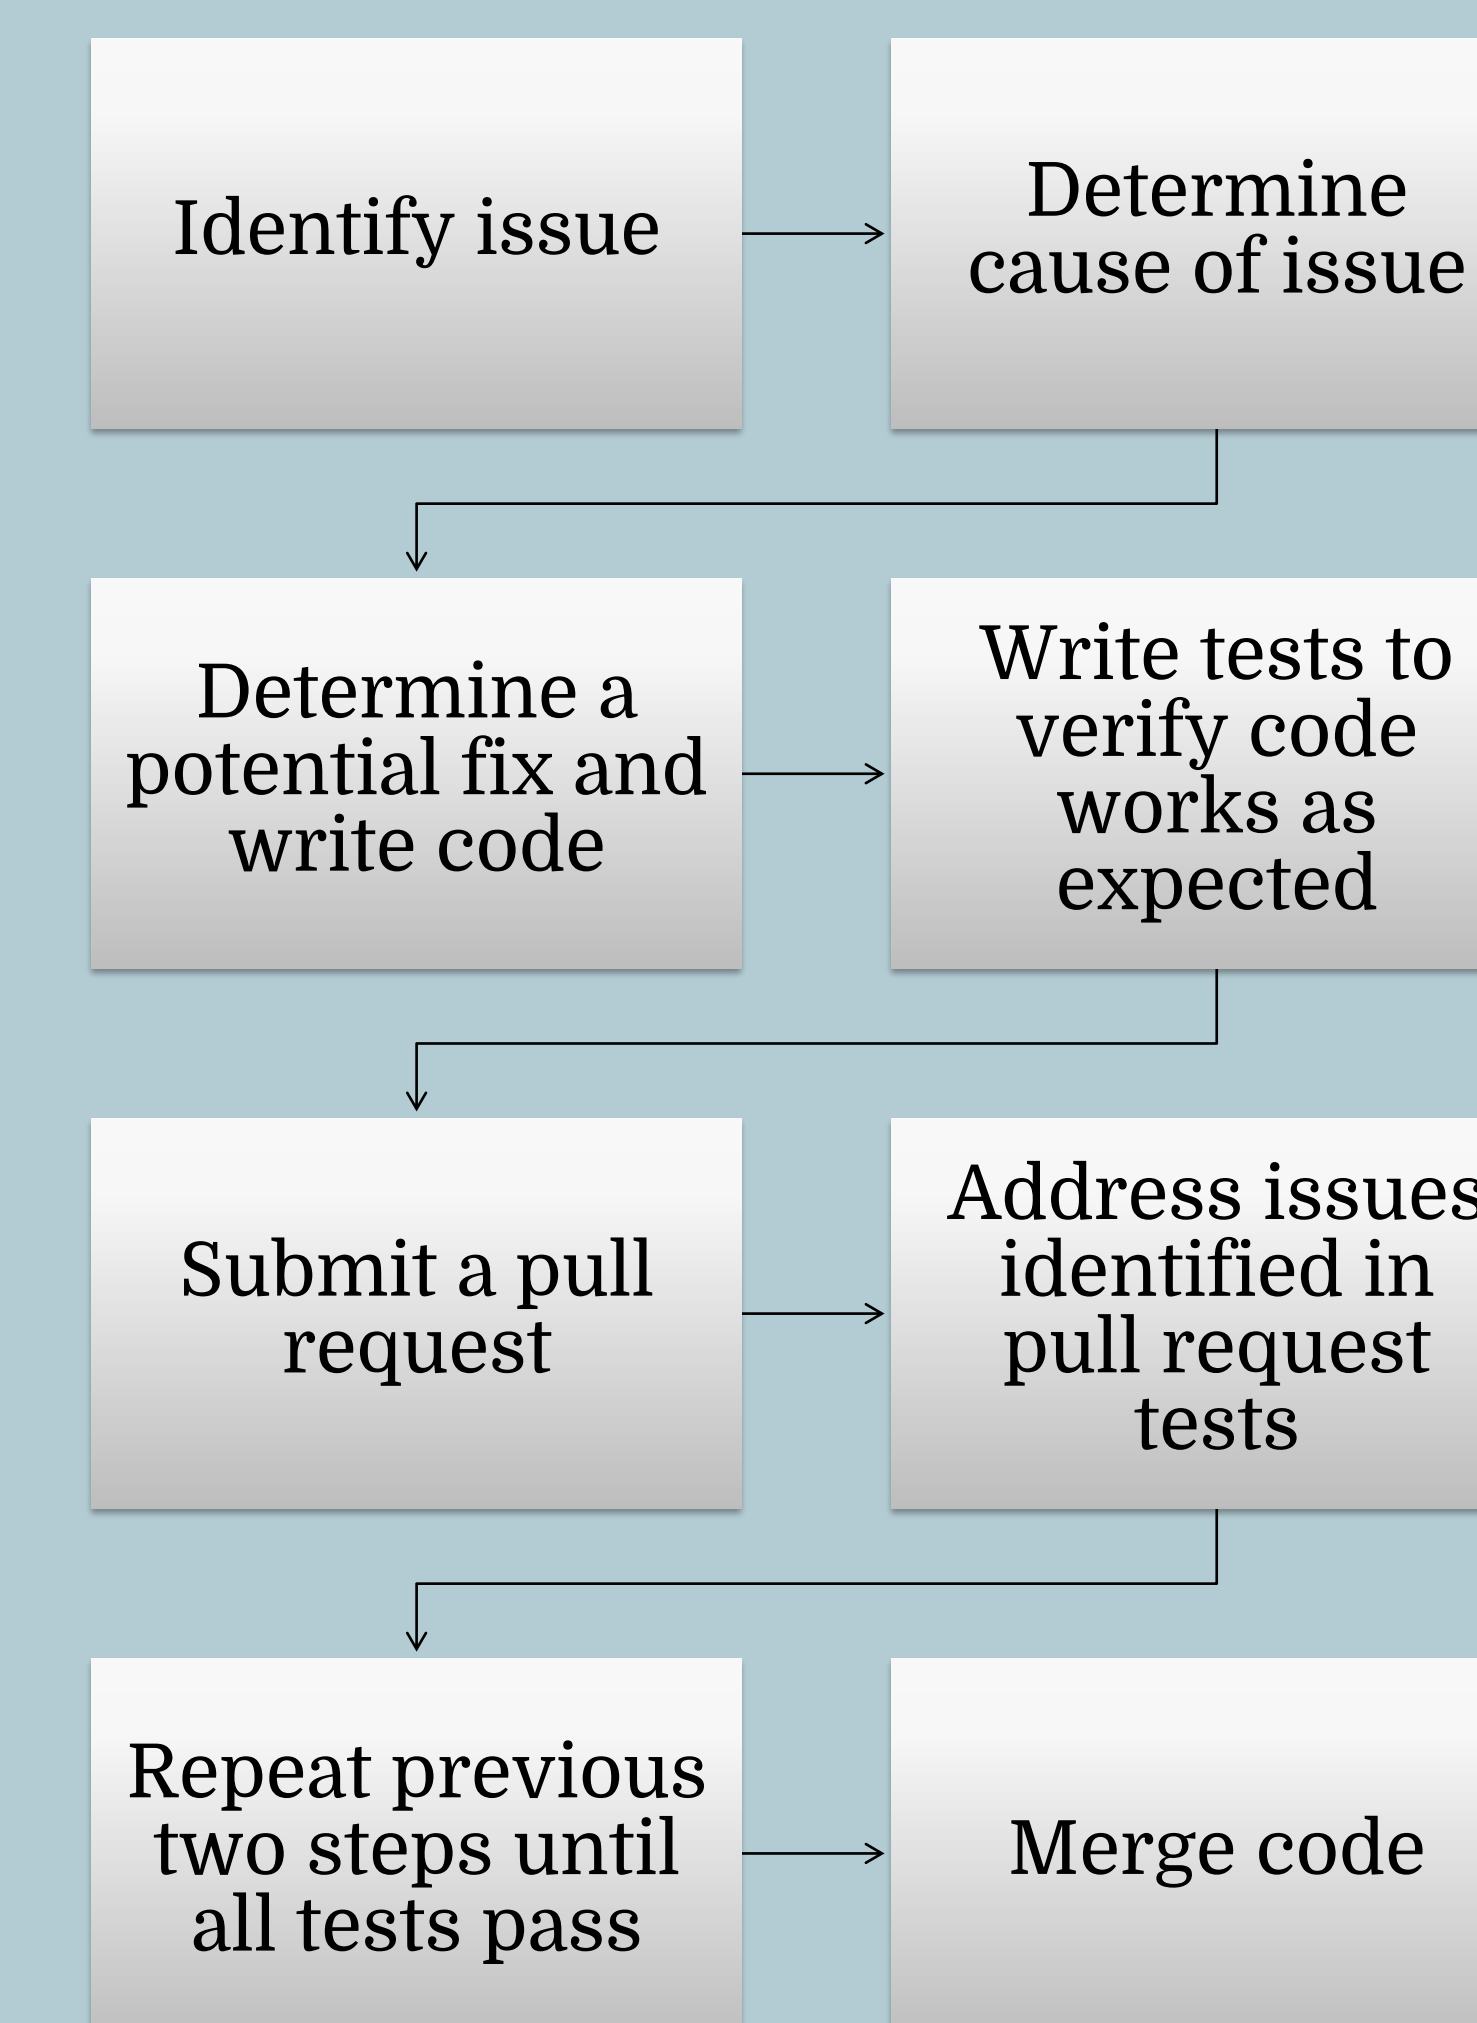 Identify issue
Determine
cause of issue
Determine a
potential fix and
write code
Write tests to
verify code
works as
expected
Submit a pull
request
Address issues
identified in
pull request
tests
Repeat previous
two steps until
all tests pass
Merge code